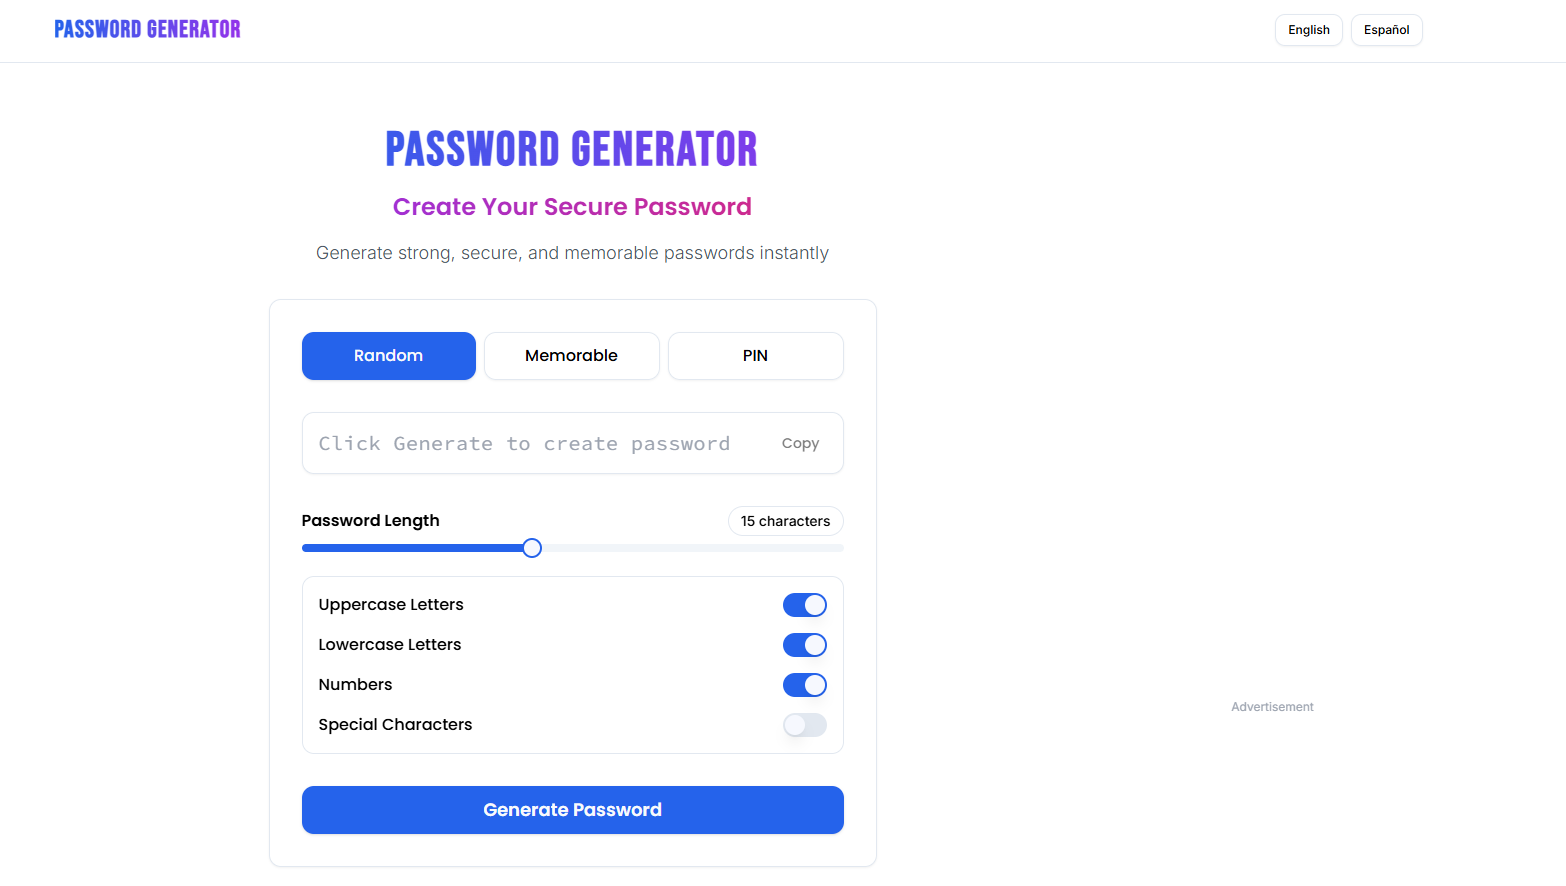 PASSWORD GENERATOR
English
Español
PASSWORD GENERATOR
Create Your Secure Password
Generate strong, secure, and memorable passwords instantly
Random
Memorable
PIN
Click Generate to create password
Copy
Password Length
15 characters
Uppercase Letters
Lowercase Letters
Numbers
Special Characters
Generate Password
Advertisement